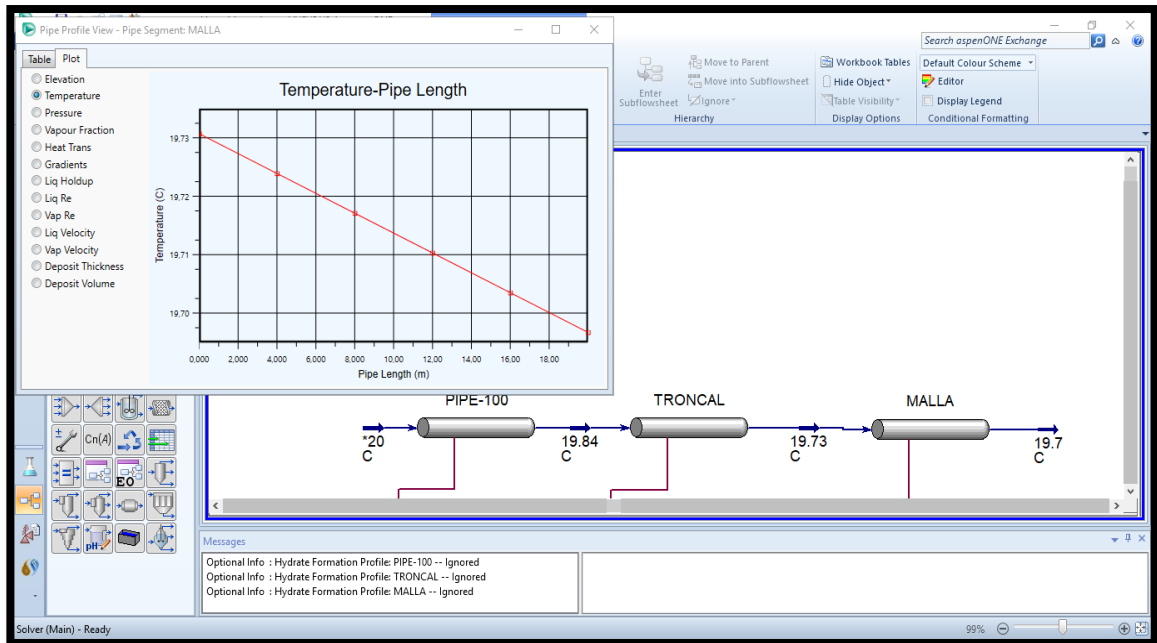 Pipe Profile View - Pipe Segment: MALLA
Table Plot
Elevation
Temperature
Pressure
Vapour Fraction
Heat Trans
Gradients
Liq Holdup
Liq Re
Vap Re
Liq Velocity
Vap Velocity
Deposit Thickness
Deposit Volume
Temperature-Pipe Length
Temperature (C)
19,73
19,72
19,71
19,70
0,000 2,000 4,000 6,000 8,000 10,00 12,00 14,00 16,00 18,00
Pipe Length (m)
Search aspenONE Exchange
Enter
Subflowsheet
Move to Parent
Move into Subflowsheet
Ignore
Hierarchy
Workbook Tables
Hide Object
Table Visibility
Display Options
Default Colour Scheme
Editor
Display Legend
Conditional Formatting
Cn(A)
EO
pH
PIPE-100 TRONCAL MALLA
*20 19.84 19.73 19.7
C C C C
Messages
Optional Info : Hydrate Formation Profile: PIPE-100 -- Ignored
Optional Info : Hydrate Formation Profile: TRONCAL -- Ignored
Optional Info : Hydrate Formation Profile: MALLA -- Ignored
Solver (Main) - Ready
99%